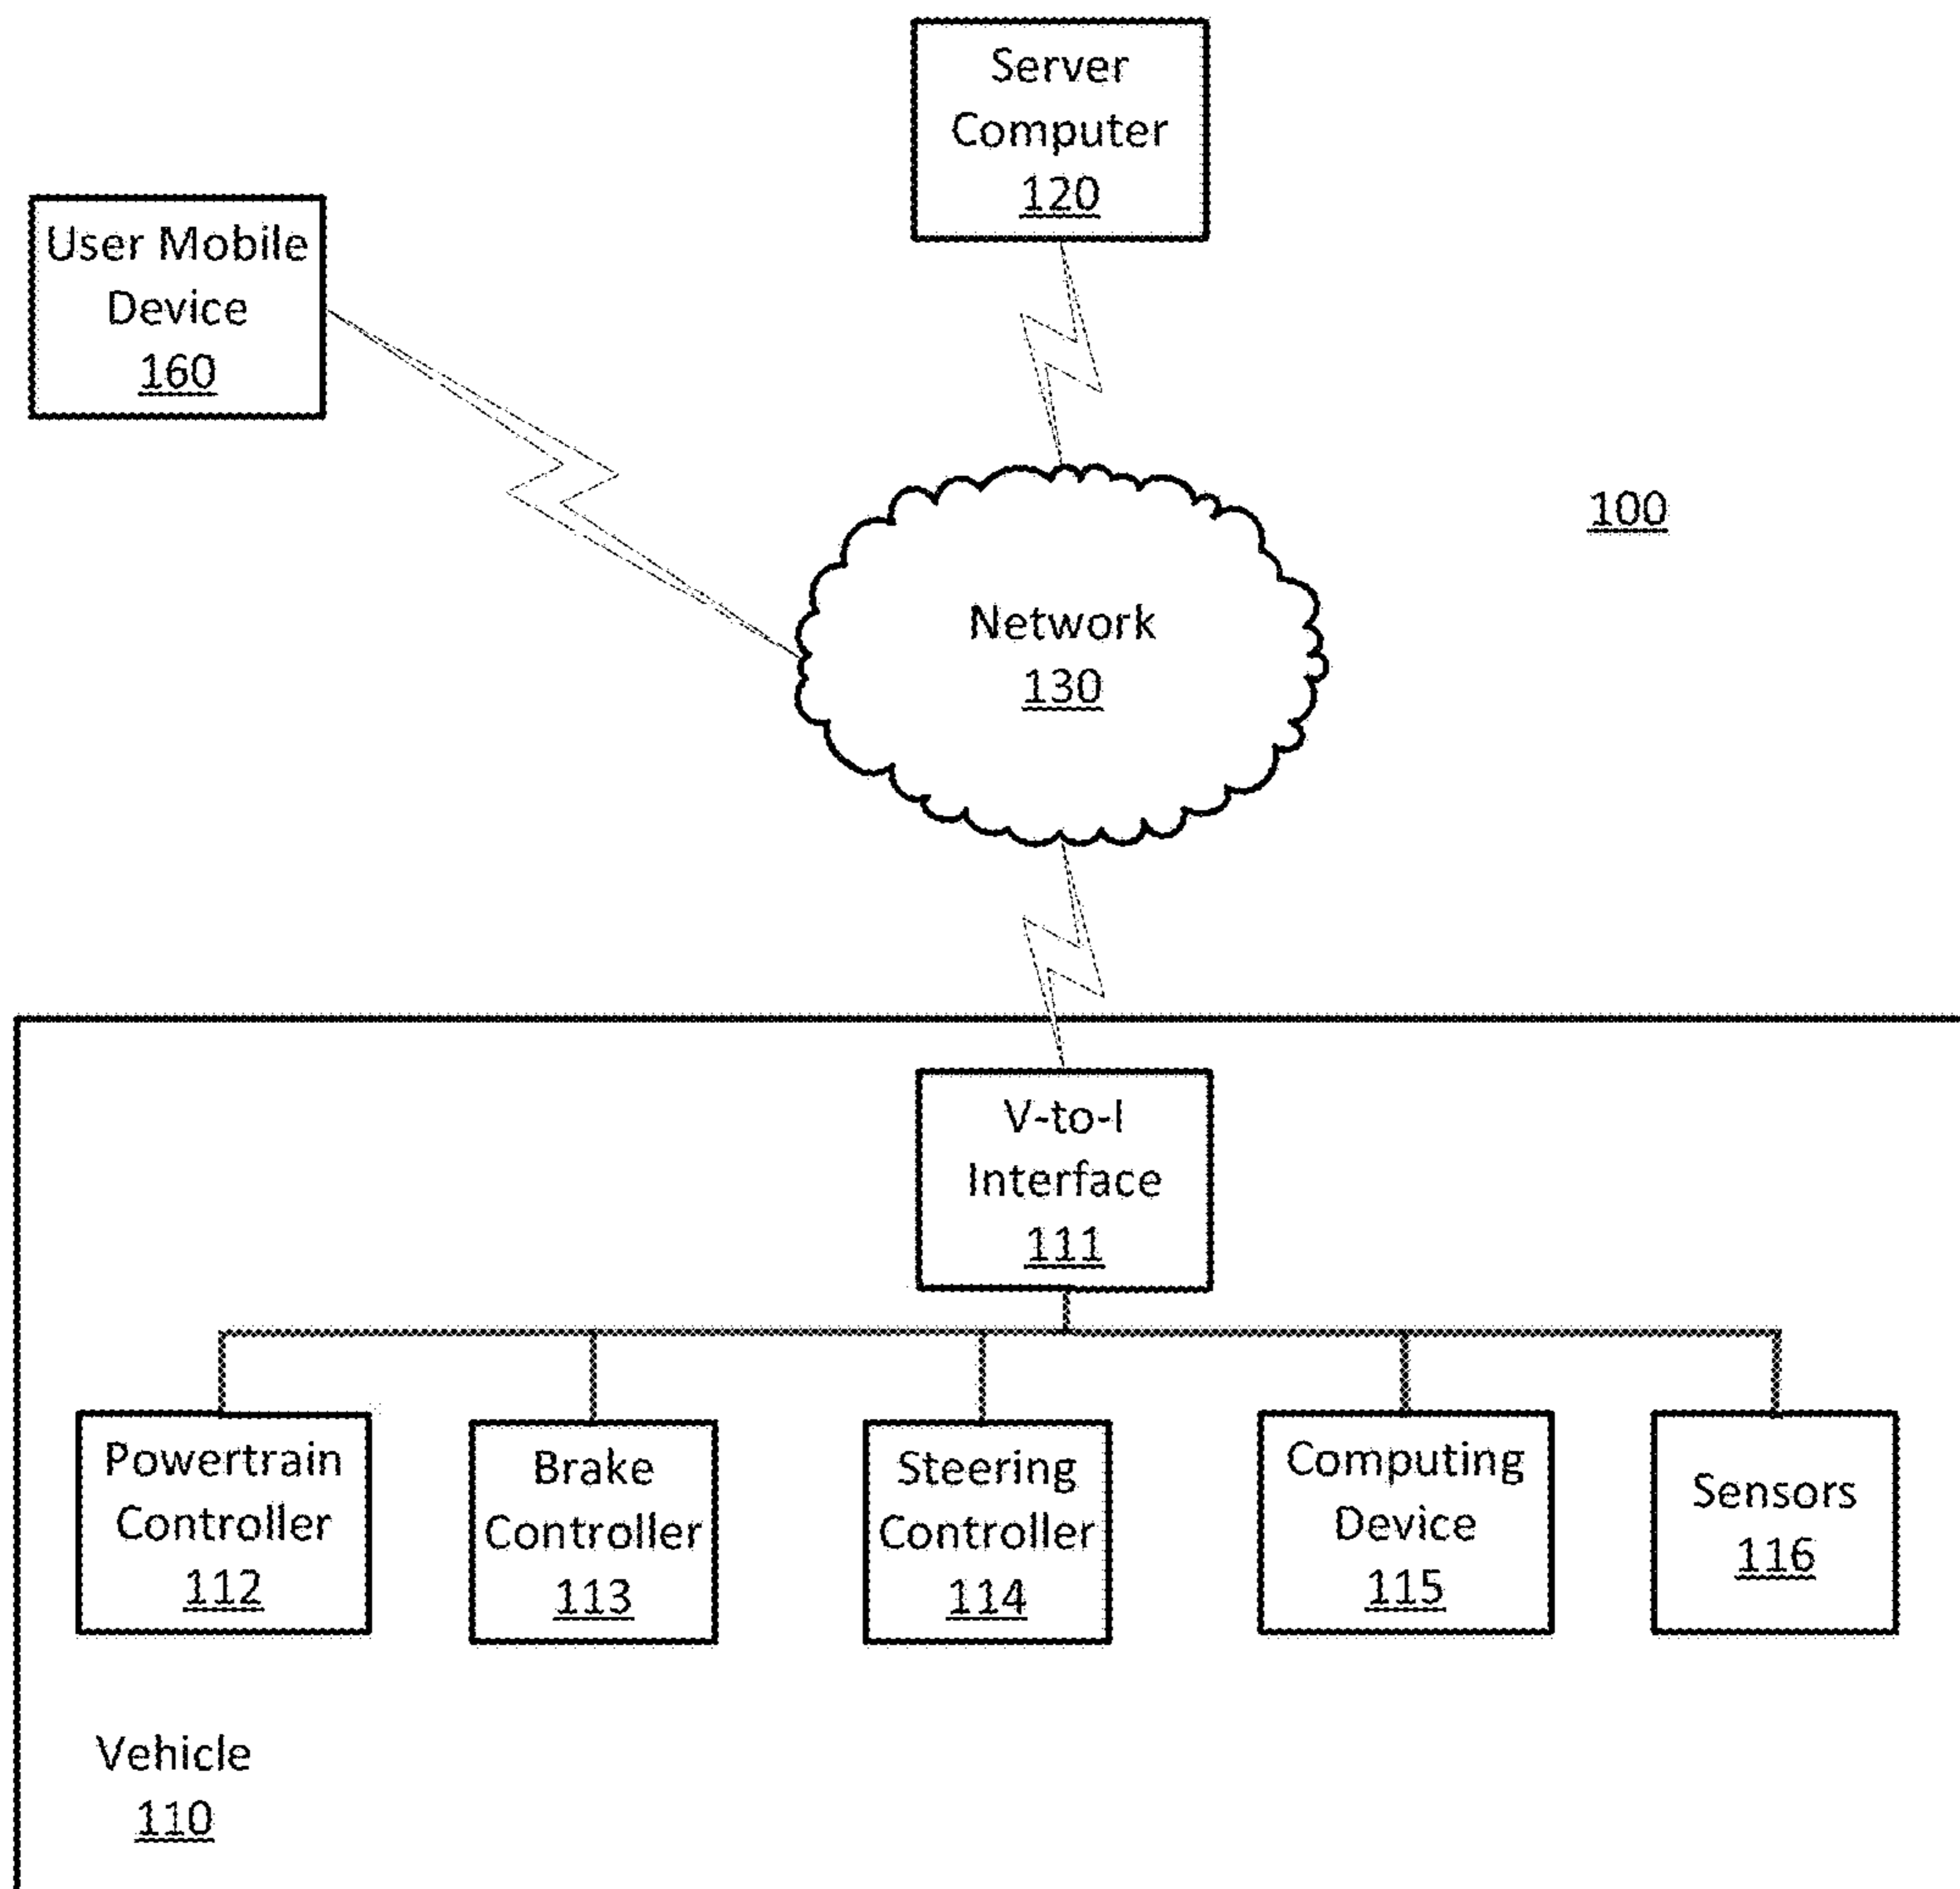 Server
Computer
120
User Mobile
Device
160
100
Network
130
V-to-I
Interface
111
Powertrain
Controller
112
Brake
Controller
113
Steering
Controller
114
Computing
Device
115
Sensors
116
Vehicle
110